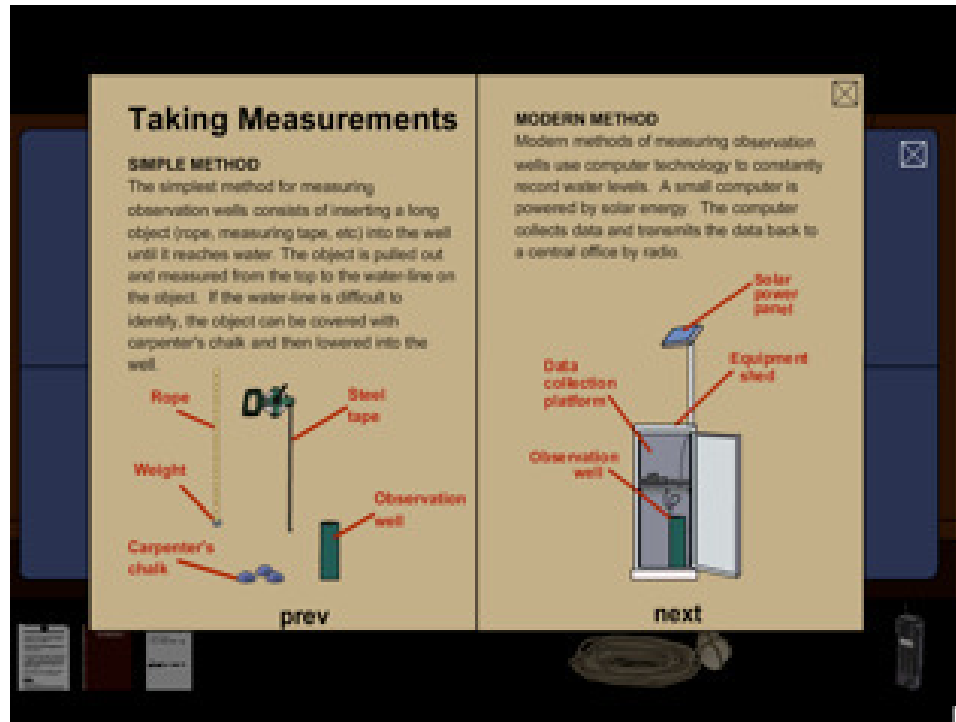 Taking Measurements
SIMPLE METHOD
The simplest method for measuring
observation wells consists of inserting a long
object (rope, measuring tape, etc) into the well
until it reaches water. The object is pulled out
and measured from the top to the water-line on
the object. If the water-line is difficult to
identify, the object can be covered with
carpenter's chalk and then lowered into the
well.
Rope
Steel
tape
Weight
Observation
well
Carpenter's
chalk
prev
MODERN METHOD
Modern methods of measuring observation
wells use computer technology to constantly
record water levels. A small computer is
powered by solar energy. The computer
collects data and transmits the data back to
a central office by radio.
Solar
power
panel
Equipment
shed
Data
collection
platform
Observation
well
next